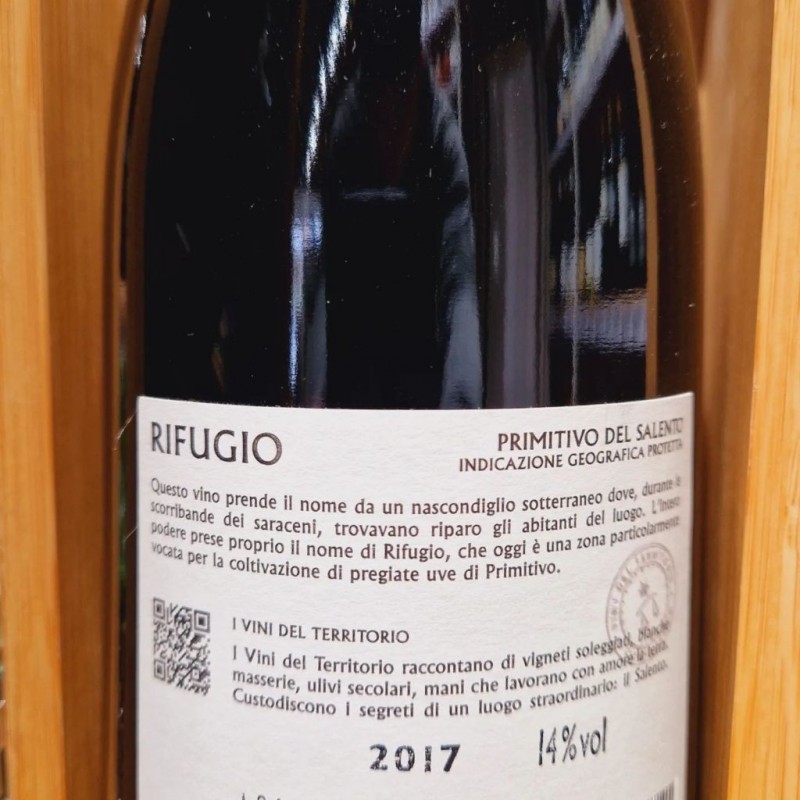 RIFUGIO
PRIMITIVO DEL SALENTO
INDICAZIONE GEOGRAFICA PROTETTA
Questo vino prende il nome da un nascondiglio sotterraneo dove, durante le
scorribande dei saraceni, trovavano riparo gli abitanti del luogo. L'intero
podere prese proprio il nome di Rifugio, che oggi è una zona particolarmente
vocata per la coltivazione di pregiate uve di Primitivo.
I VINI DEL TERRITORIO
I Vini del Territorio raccontano di vigneti soleggiati, bianche
masserie, ulivi secolari, mani che lavorano con amore la terra.
Custodiscono i segreti di un luogo straordinario: il Salento.
2017
14%vol